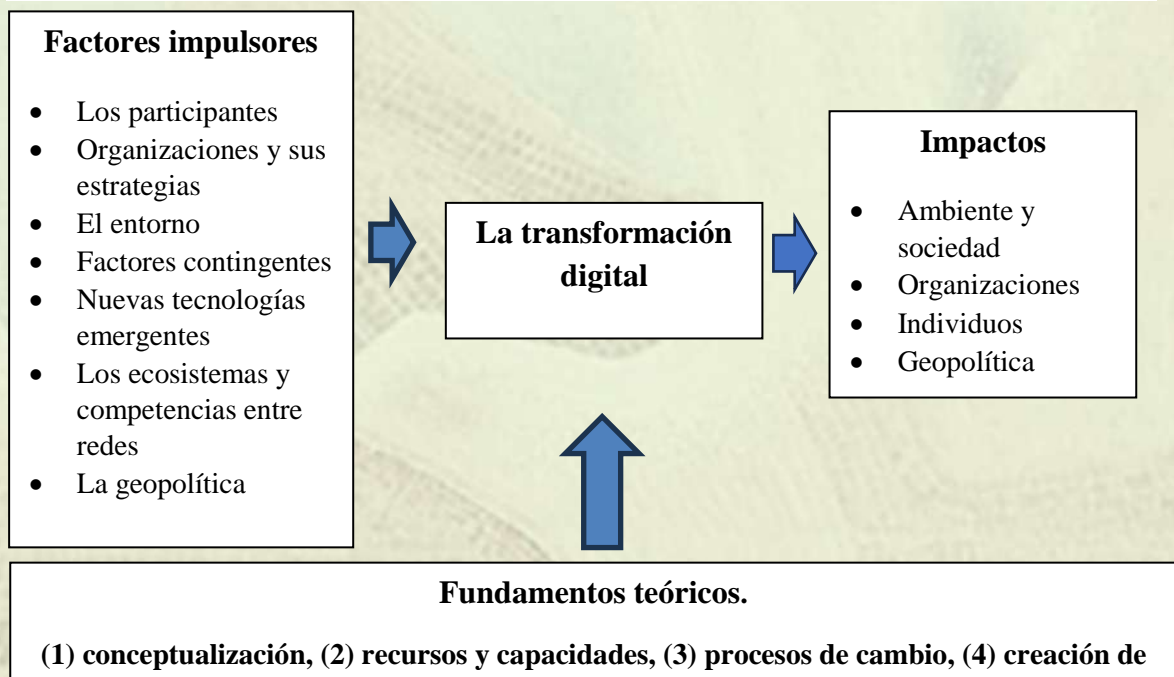 Factores impulsores
• Los participantes
• Organizaciones y sus
estrategias
• El entorno
• Factores contingentes
• Nuevas tecnologías
emergentes
• Los ecosistemas y
competencias entre
redes
• La geopolítica
La transformación
digital
Impactos
• Ambiente y
sociedad
• Organizaciones
• Individuos
• Geopolítica
Fundamentos teóricos.
(1) conceptualización, (2) recursos y capacidades, (3) procesos de cambio, (4) creación de